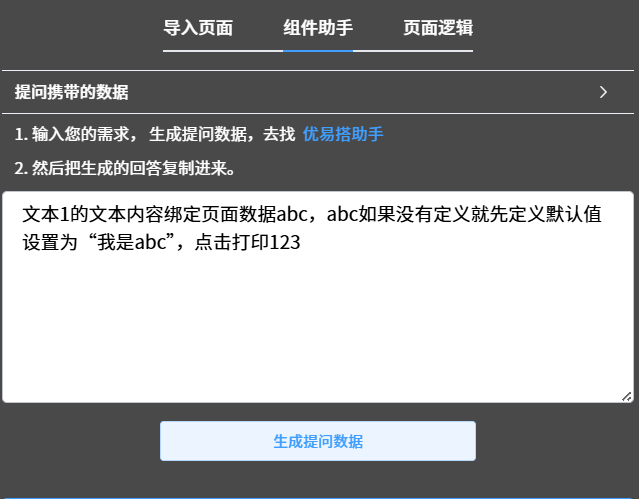 导入页面 组件助手 页面逻辑
提问携带的数据
1. 输入您的需求， 生成提问数据，去找 优易搭助手
2. 然后把生成的回答复制进来。
文本1的文本内容绑定页面数据abc，abc如果没有定义就先定义默认值
设置为“我是abc”，点击打印123
生成提问数据